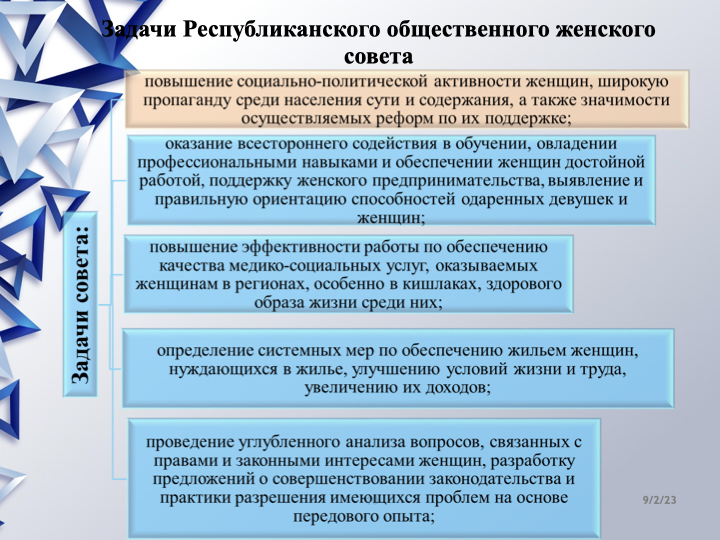 Задачи Республиканского общественного женского
совета
повышение социально-политической активности женщин, широкую
пропаганду среди населения сути и содержания, а также значимости
осуществляемых реформ по их поддержке;
оказание всестороннего содействия в обучении, овладении
профессиональными навыками и обеспечении женщин достойной
работой, поддержку женского предпринимательства, выявление и
правильную ориентацию способностей одаренных девушек и
женщин;
Задачи совета:
повышение эффективности работы по обеспечению
качества медико-социальных услуг, оказываемых
женщинам в регионах, особенно в кишлаках, здорового
образа жизни среди них;
определение системных мер по обеспечению жильем женщин,
нуждающихся в жилье, улучшению условий жизни и труда,
увеличению их доходов;
проведение углубленного анализа вопросов, связанных с
правами и законными интересами женщин, разработку
предложений о совершенствовании законодательства и
практики разрешения имеющихся проблем на основе
передового опыта;
9/2/23